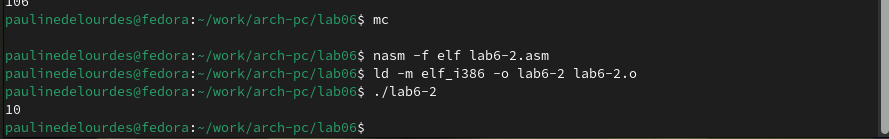 106
paulinedelourdes@fedora:~/work/arch-pc/lab06$ mc
paulinedelourdes@fedora:~/work/arch-pc/lab06$ nasm -f elf lab6-2.asm
paulinedelourdes@fedora:~/work/arch-pc/lab06$ ld -m elf_i386 -o lab6-2 lab6-2.o
paulinedelourdes@fedora:~/work/arch-pc/lab06$ ./lab6-2
10
paulinedelourdes@fedora:~/work/arch-pc/lab06$